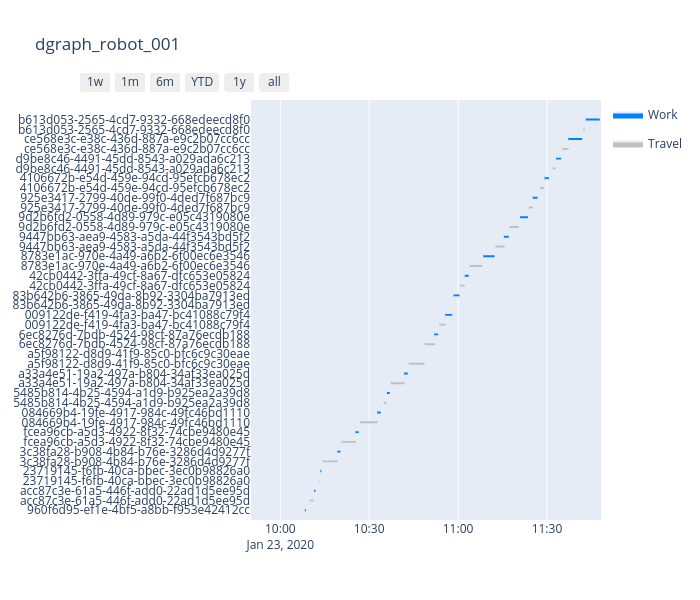 dgraph_robot_001
1w 1m 6m YTD 1y all
Work
Travel
b613d053-2565-4cd7-9332-668edeecd8f0
b613d053-2565-4cd7-9332-668edeecd8f0
ce568e3c-e38c-436d-887a-e9c2b07cc6cc
ce568e3c-e38c-436d-887a-e9c2b07cc6cc
d9be8c46-4491-45dd-8543-a029ada6c213
d9be8c46-4491-45dd-8543-a029ada6c213
4106672b-e54d-459e-94cd-95efcb678ec2
4106672b-e54d-459e-94cd-95efcb678ec2
925e3417-2799-40de-99f0-4ded7f687bc9
925e3417-2799-40de-99f0-4ded7f687bc9
9d2b6fd2-0558-4d89-979c-e05c4319080e
9d2b6fd2-0558-4d89-979c-e05c4319080e
9447bb63-aea9-4583-a5da-44f3543bd5f2
9447bb63-aea9-4583-a5da-44f3543bd5f2
8783e1ac-970e-4a49-a6b2-6f00ec6e3546
8783e1ac-970e-4a49-a6b2-6f00ec6e3546
42cb0442-3ffa-49cf-8a67-dfc653e05824
42cb0442-3ffa-49cf-8a67-dfc653e05824
83b642b6-3865-49da-8b92-3304ba7913ed
83b642b6-3865-49da-8b92-3304ba7913ed
009122de-f419-4fa3-ba47-bc41088c79f4
009122de-f419-4fa3-ba47-bc41088c79f4
6ec8276d-7bdb-4524-98cf-87a76ecdb188
6ec8276d-7bdb-4524-98cf-87a76ecdb188
a5f98122-d8d9-41f9-85c0-bfc6c9c30eae
a5f98122-d8d9-41f9-85c0-bfc6c9c30eae
a33a4e51-19a2-497a-b804-34af33ea025d
a33a4e51-19a2-497a-b804-34af33ea025d
5485b814-4b25-4594-a1d9-b925ea2a39d8
5485b814-4b25-4594-a1d9-b925ea2a39d8
084669b4-19fe-4917-984c-49fc46bd1110
084669b4-19fe-4917-984c-49fc46bd1110
fcea96cb-a5d3-4922-8f32-74cbe9480e45
fcea96cb-a5d3-4922-8f32-74cbe9480e45
3c38fa28-b908-4b84-b76e-3286d4d9277f
3c38fa28-b908-4b84-b76e-3286d4d9277f
23719145-f6fb-40ca-bbec-3ec0b98826a0
23719145-f6fb-40ca-bbec-3ec0b98826a0
acc87c3e-61a5-446f-add0-22ad1d5ee95d
acc87c3e-61a5-446f-add0-22ad1d5ee95d
960f6d95-ef1e-4bf5-a8bb-f953e42412cc
10:00 10:30 11:00 11:30
Jan 23, 2020